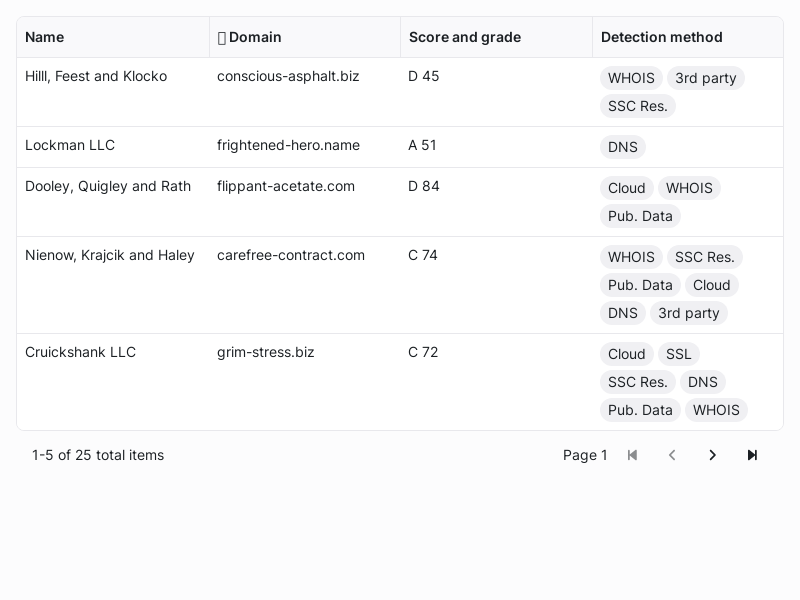 Name Domain Score and grade Detection method
Hilll, Feest and Klocko conscious-asphalt.biz D 45 WHOIS 3rd party
SSC Res.
Lockman LLC frightened-hero.name A 51 DNS
Dooley, Quigley and Rath flippant-acetate.com D 84 Cloud WHOIS
Pub. Data
Nienow, Krajcik and Haley carefree-contract.com C 74 WHOIS SSC Res.
Pub. Data Cloud
DNS 3rd party
Cruickshank LLC grim-stress.biz C 72 Cloud SSL
SSC Res. DNS
Pub. Data WHOIS
1-5 of 25 total items Page 1